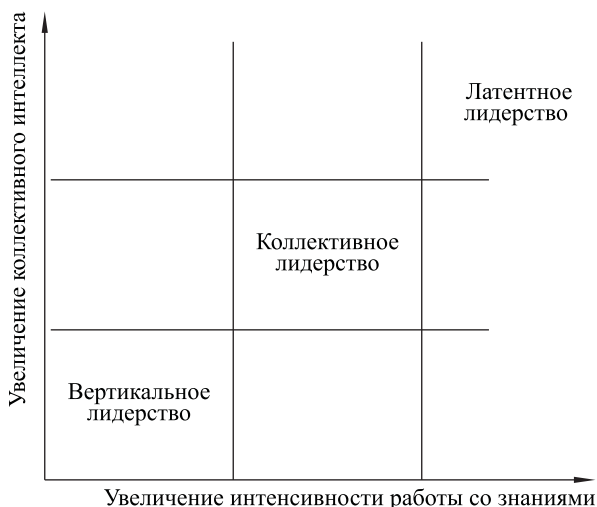 Увеличение коллективного интеллекта
Латентное
лидерство
Коллективное
лидерство
Вертикальное
лидерство
Увеличение интенсивности работы со знаниями